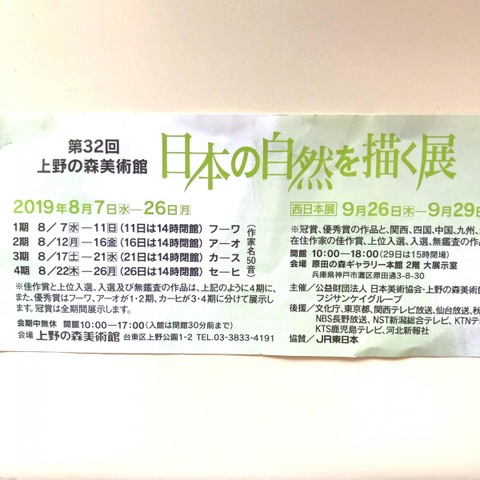 第32回
上野の森美術館
日本の自然を描く展
2019年8月7日水―26日月
1期 8/ 7㊌―11㊐(11日は14時閉館) フーワ
2期 8/12㊊―16㊎(16日は14時閉館) アーオ
3期 8/17㊏―21㊌(21日は14時閉館) カース
4期 8/22㊍―26㊊(26日は14時閉館) セーヒ
(作家名50音)
※佳作賞と上位入選、入選及び無鑑査の作品は、上記のように4期に、
また、優秀賞はフーワ、アーオが1・2期、カーヒが3・4期に分けて展示しま
す。冠賞は全期間展示します。
会期中無休 開館10:00―17:00(入館は閉館30分前まで)
会場 上野の森美術館 台東区上野公園1-2 TEL.03-3833-4191
西日本展 9月26日木―9月29日
※冠賞、優秀賞の作品と、関西、四国、中国、九州、
在住作家の佳作賞、上位入選、入選、無鑑査の
開館 10:00―18:00(29日は15時閉場)
会場 原田の森ギャラリー本館 2階 大展示室
兵庫県神戸市灘区原田通3-8-30
主催/公益財団法人 日本美術協会・上野の森美
フジサンケイグループ
後援/文化庁、東京都、関西テレビ放送、仙台放送、秋
NBS長野放送、NST新潟総合テレビ、KTNテ
KTS鹿児島テレビ、河北新報社
協賛/JR東日本